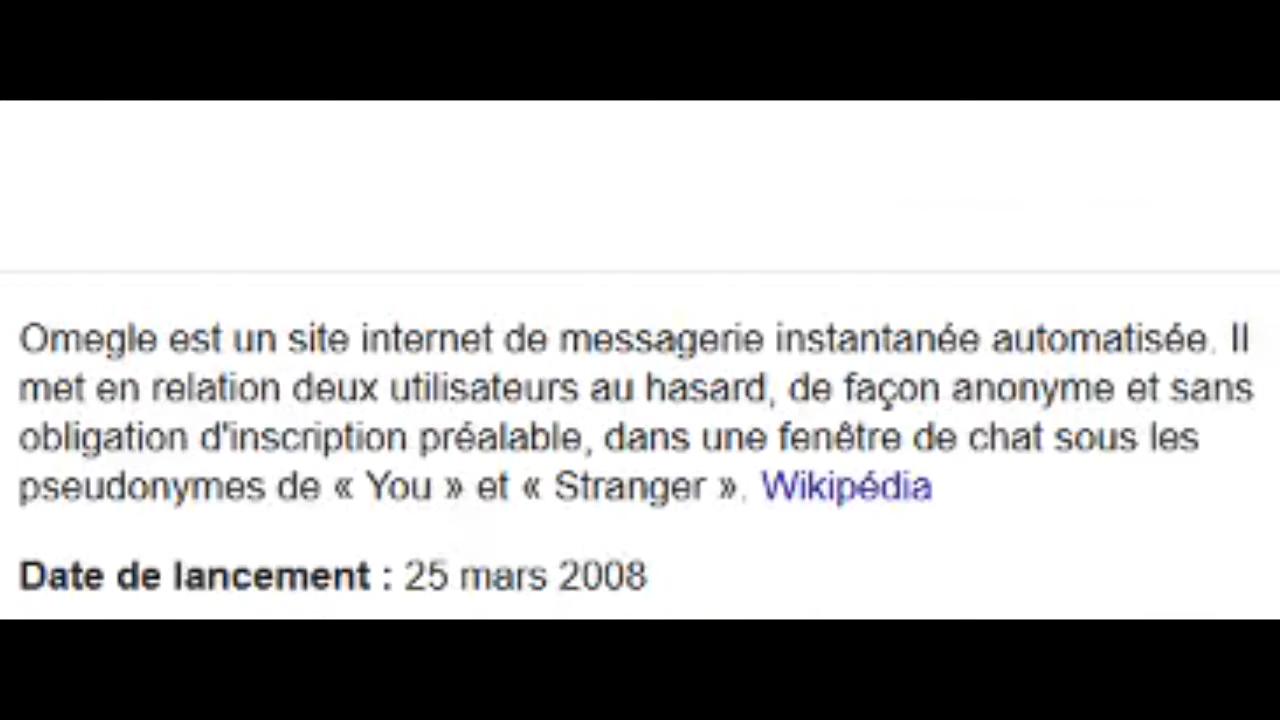 Omegle est un site internet de messagerie instantanée automatisée. Il
met en relation deux utilisateurs au hasard, de façon anonyme et sans
obligation d'inscription préalable, dans une fenêtre de chat sous les
pseudonymes de « You » et « Stranger ». Wikipédia
Date de lancement : 25 mars 2008